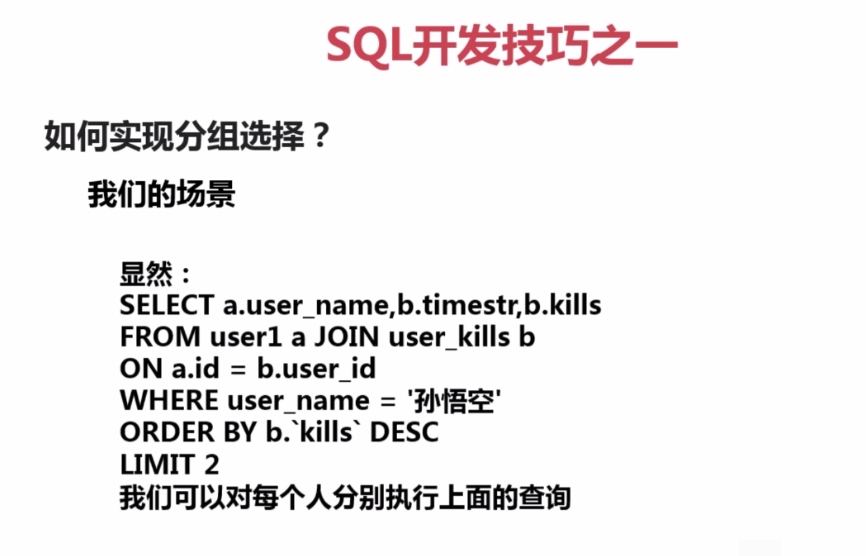 SQL开发技巧之一
如何实现分组选择？
我们的场景
显然：
SELECT a.user_name,b.timestr,b.kills
FROM user1 a JOIN user_kills b
ON a.id = b.user_id
WHERE user_name = '孙悟空'
ORDER BY b.`kills` DESC
LIMIT 2
我们可以对每个人分别执行上面的查询